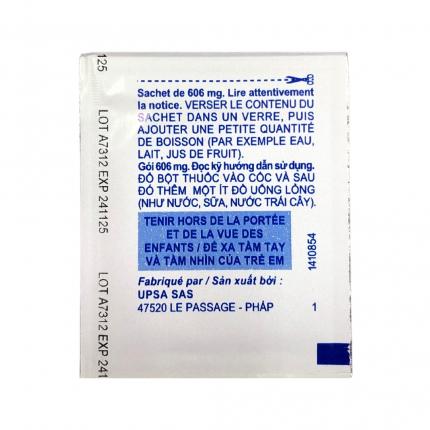 Sachet de 606 mg. Lire attentivement
la notice. VERSER LE CONTENU DU
SACHET DANS UN VERRE, PUIS
AJOUTER UNE PETITE QUANTITÉ
DE BOISSON (PAR EXEMPLE EAU,
LAIT, JUS DE FRUIT).
Gói 606 mg. Đọc kỹ hướng dẫn sử dụng.
ĐỔ BỘT THUỐC VÀO CỐC VÀ SAU
ĐÓ THÊM MỘT ÍT ĐỒ UỐNG LỎNG
(NHƯ NƯỚC, SỮA, NƯỚC TRÁI CÂY).
TENIR HORS DE LA PORTÉE
ET DE LA VUE DES
ENFANTS / ĐỂ XA TẦM TAY
VÀ TẦM NHÌN CỦA TRẺ EM
Fabriqué par / Sản xuất bởi :
UPSA SAS
47520 LE PASSAGE - PHÁP 1
1410854
125
LOT A7312 EXP 241125
LOT A7312 EXP 241